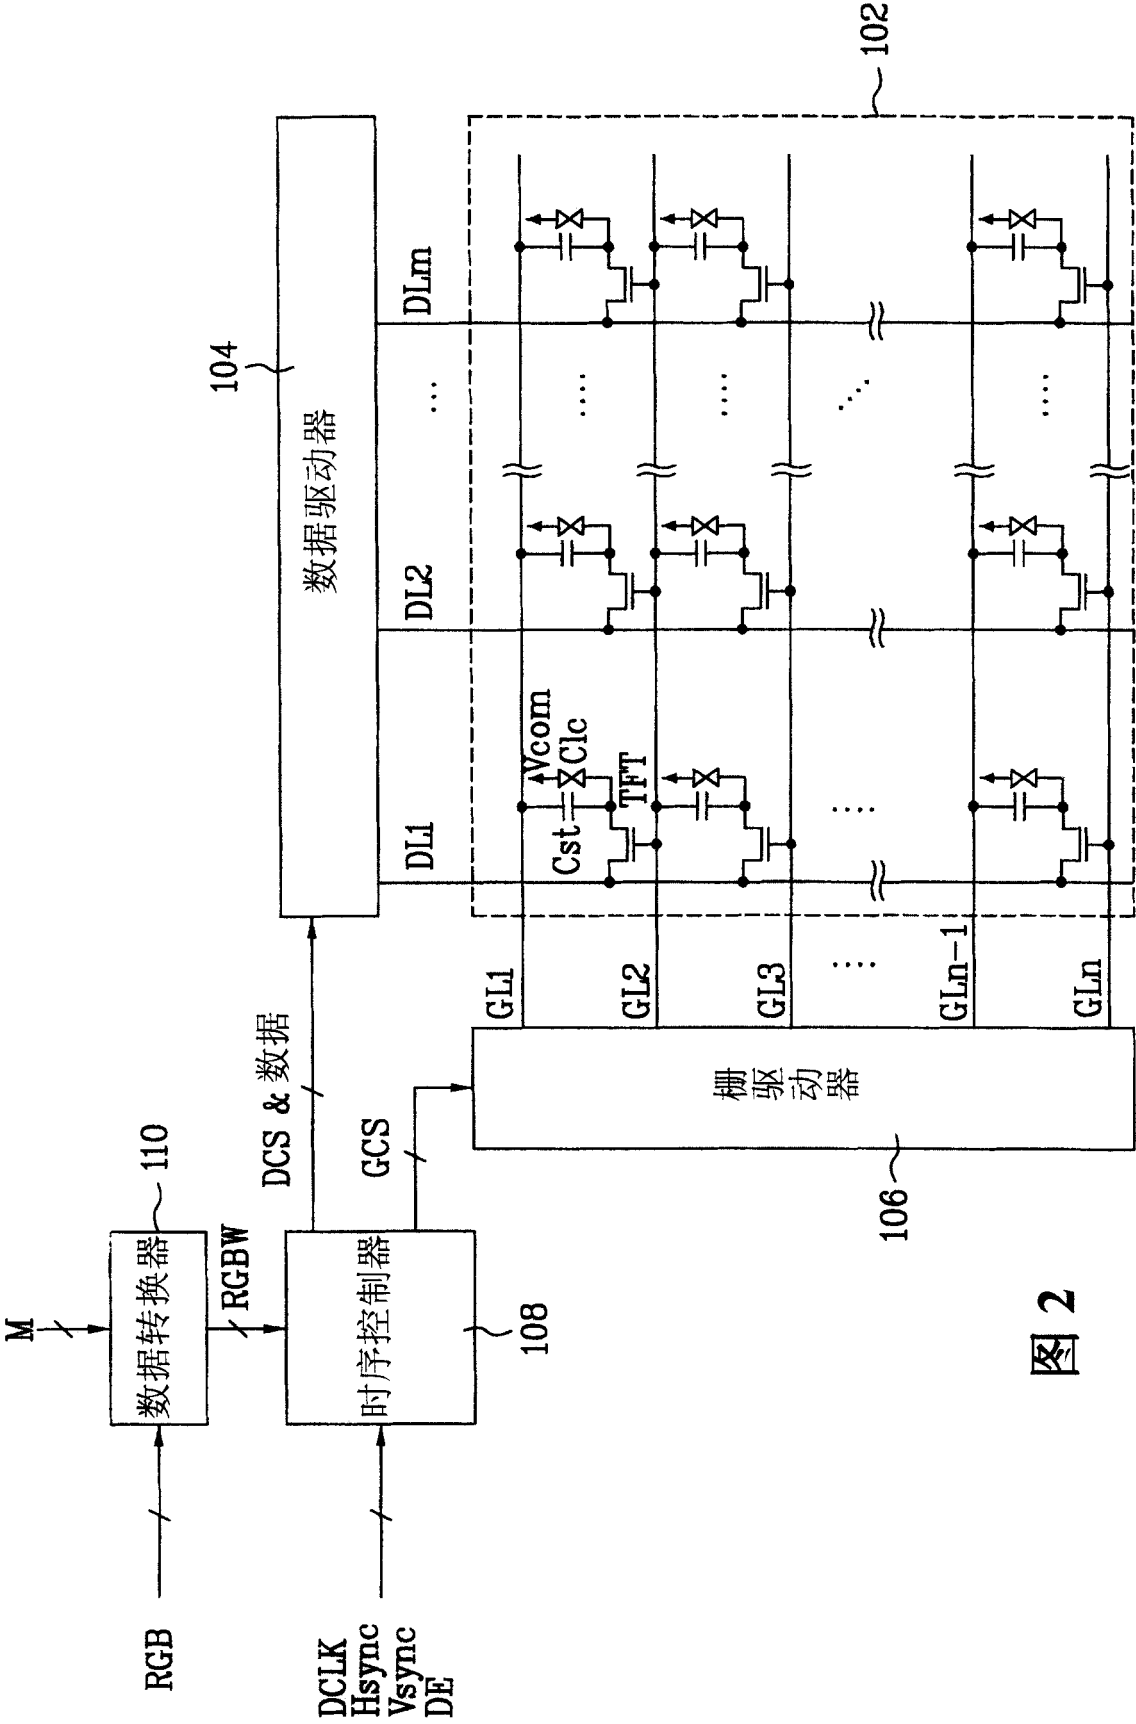 M
110
数据转换器
RGB
RGBW
DCLK
Hsync
Vsync
DE
时序控制器
108
DCS & 数据
GCS
104
数据驱动器
DL1
DL2
...
DLm
102
106
栅驱动器
GL1
GL2
GL3
....
GLn-1
GLn
Vcom
Clc
Cst
TFT
....
....
....
.....
....
图 2